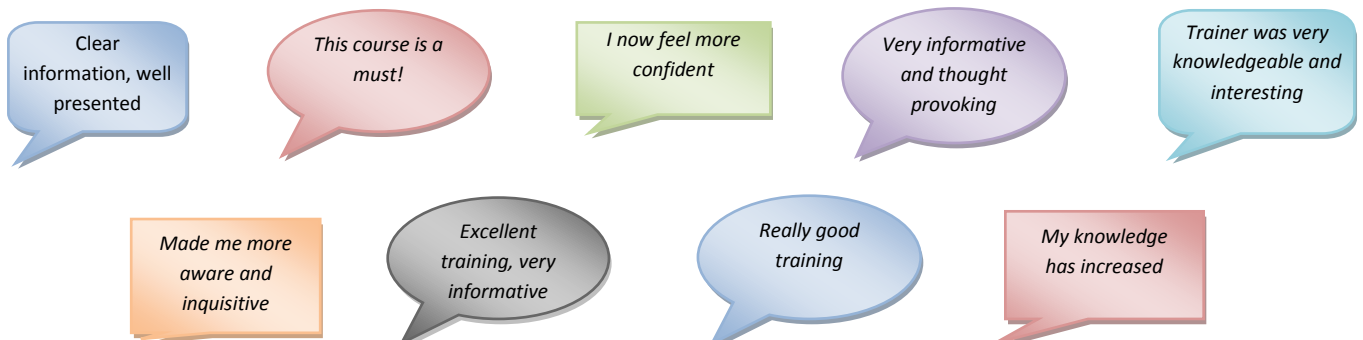 Clear
information, well
presented
This course is a
must!
I now feel more
confident
Very informative
and thought
provoking
Trainer was very
knowledgeable and
interesting
Made me more
aware and
inquisitive
Excellent
training, very
informative
Really good
training
My knowledge
has increased